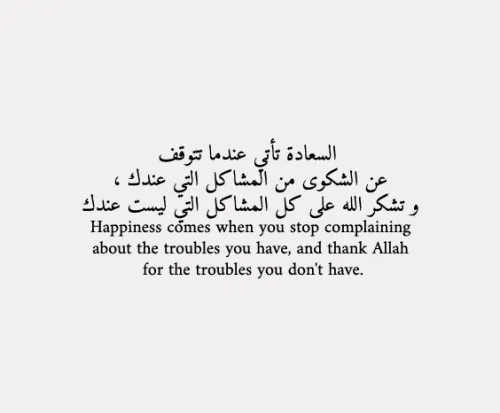 السعادة تأتي عندما تتوقف
عن الشكوى من المشاكل التي عندك ،
و تشكر الله على كل المشاكل التي ليست عندك
Happiness comes when you stop complaining
about the troubles you have, and thank Allah
for the troubles you don't have.